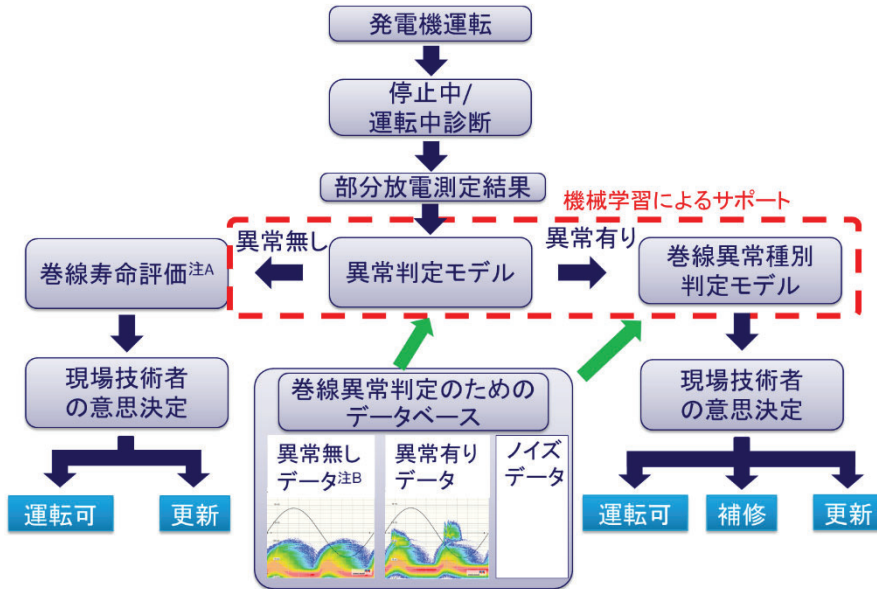 発電機運転
停止中/
運転中診断
部分放電測定結果
機械学習によるサポート
異常無し
異常有り
巻線寿命評価注A
異常判定モデル
巻線異常種別
判定モデル
現場技術者
の意思決定
巻線異常判定のための
データベース
現場技術者
の意思決定
異常無し
データ注B
異常有り
データ
ノイズ
データ
運転可
更新
運転可
補修
更新